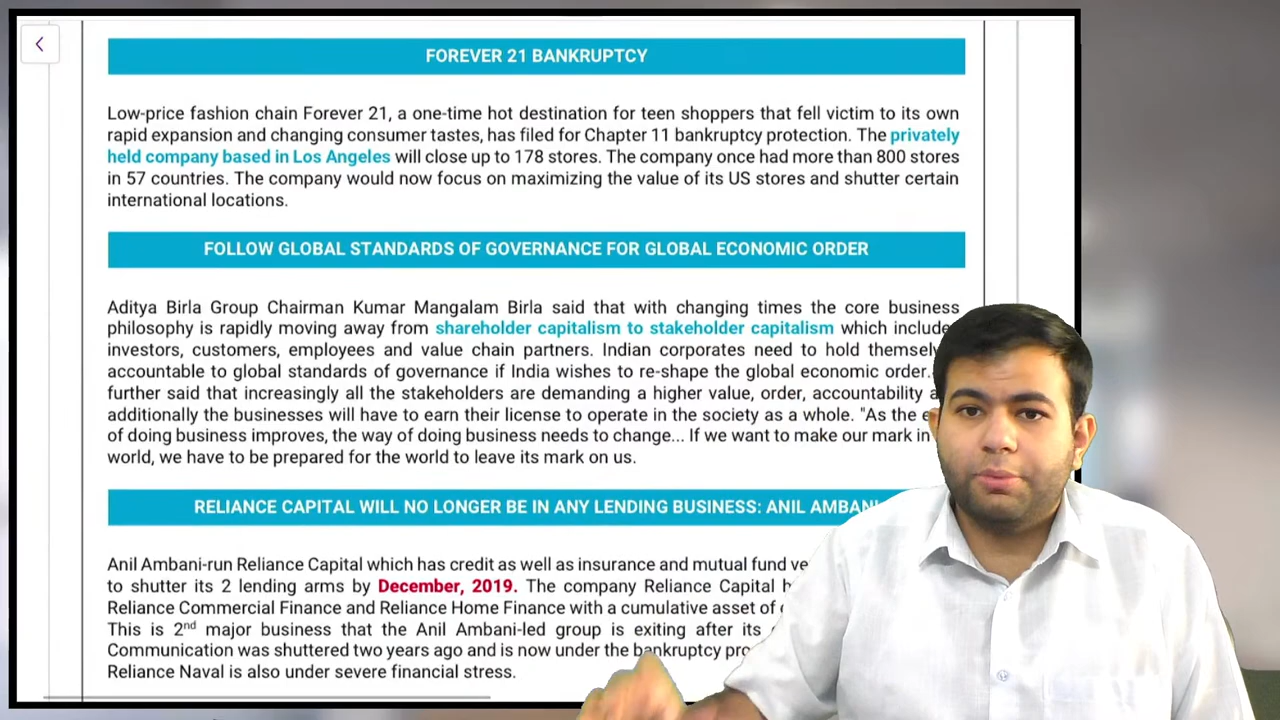 FOREVER 21 BANKRUPTCY
Low-price fashion chain Forever 21, a one-time hot destination for teen shoppers that fell victim to its own
rapid expansion and changing consumer tastes, has filed for Chapter 11 bankruptcy protection. The privately
held company based in Los Angeles will close up to 178 stores. The company once had more than 800 stores
in 57 countries. The company would now focus on maximizing the value of its US stores and shutter certain
international locations.
FOLLOW GLOBAL STANDARDS OF GOVERNANCE FOR GLOBAL ECONOMIC ORDER
Aditya Birla Group Chairman Kumar Mangalam Birla said that with changing times the core business
philosophy is rapidly moving away from shareholder capitalism to stakeholder capitalism which include
investors, customers, employees and value chain partners. Indian corporates need to hold
accountable to global standards of governance if India wishes to re-shape the global economic order.
further said that increasingly all the stakeholders are demanding a higher value, order, accountability
additionally the businesses will have to earn their license to operate in the society as a whole. "As the
of doing business improves, the way of doing business needs to change... If we want to make our mark in
world, we have to be prepared for the world to leave its mark on us.
RELIANCE CAPITAL WILL NO LONGER BE IN ANY LENDING BUSINESS: ANIL AMBANI
Anil Ambani-run Reliance Capital which has credit as well as insurance and mutual fund
to shutter its 2 lending arms by December, 2019. The company Reliance Capital
Reliance Commercial Finance and Reliance Home Finance with a cumulative asset of
This is 2nd major business that the Anil Ambani-led group is exiting after its
Communication was shuttered two years ago and is now under the bankruptcy
Reliance Naval is also under severe financial stress.